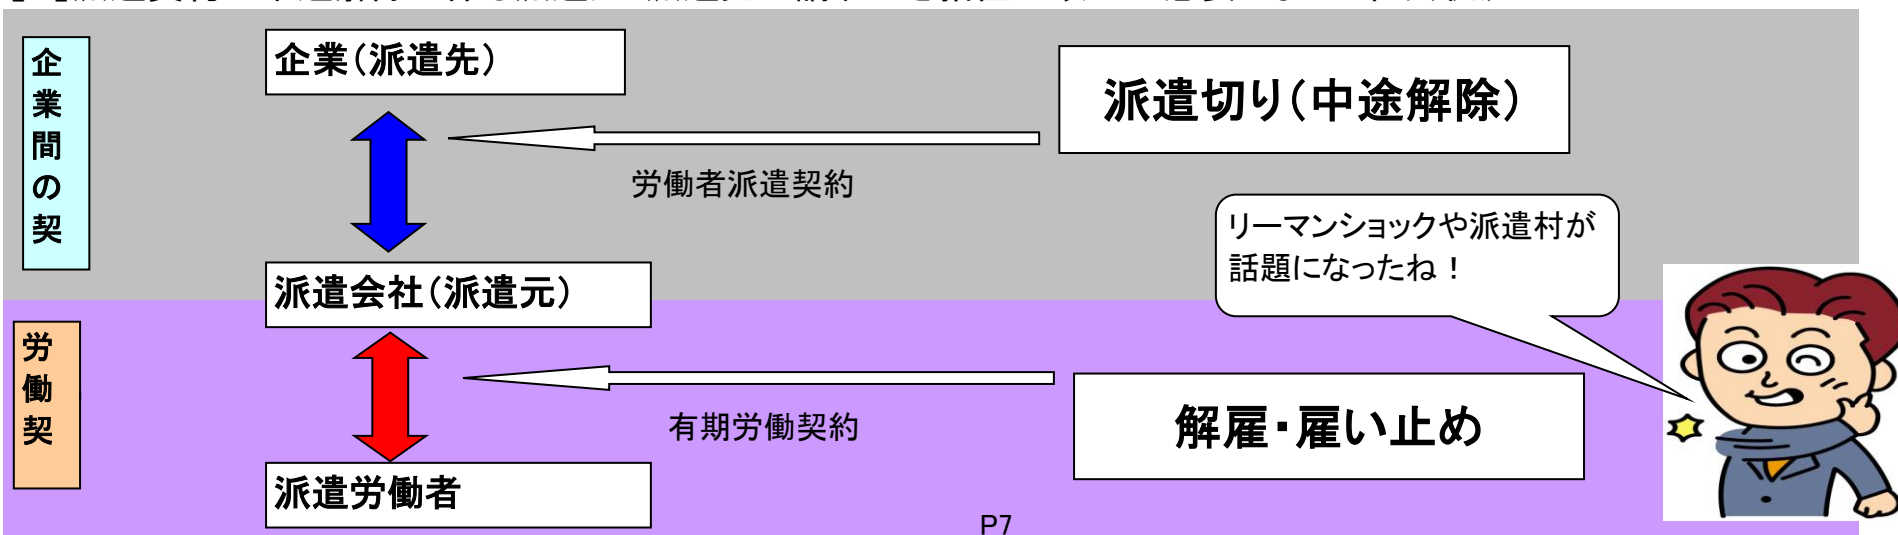 企業間の契
企業(派遣先)
派遣切り(中途解除)
労働者派遣契約
リーマンショックや派遣村が
話題になったね！
派遣会社(派遣元)
労働契
有期労働契約
解雇・雇い止め
派遣労働者
P7